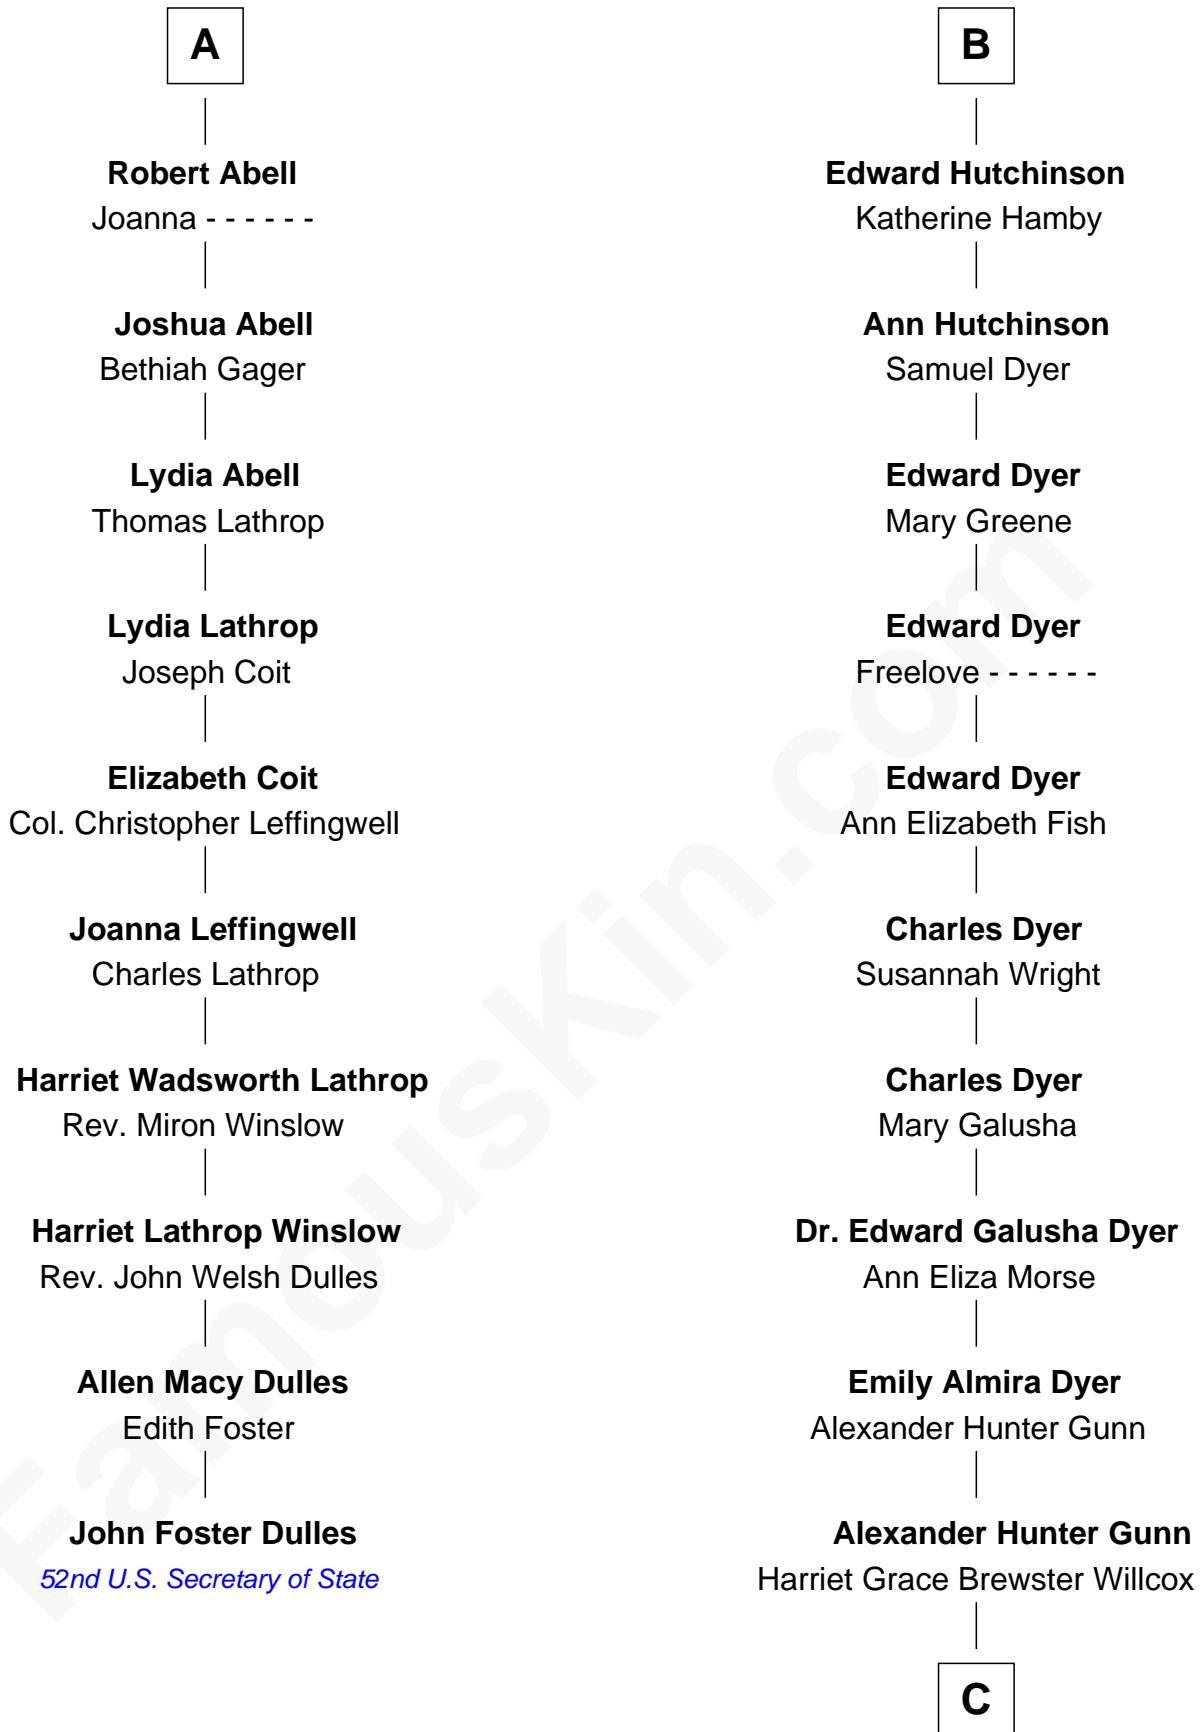 A
Robert Abell
Joanna - - - - - -
Joshua Abell
Bethiah Gager
Lydia Abell
Thomas Lathrop
Lydia Lathrop
Joseph Coit
Elizabeth Coit
Col. Christopher Leffingwell
Joanna Leffingwell
Charles Lathrop
Harriet Wadsworth Lathrop
Rev. Miron Winslow
Harriet Lathrop Winslow
Rev. John Welsh Dulles
Allen Macy Dulles
Edith Foster
John Foster Dulles
52nd U.S. Secretary of State
B
Edward Hutchinson
Katherine Hamby
Ann Hutchinson
Samuel Dyer
Edward Dyer
Mary Greene
Edward Dyer
Freelove - - - - - -
Edward Dyer
Ann Elizabeth Fish
Charles Dyer
Susannah Wright
Charles Dyer
Mary Galusha
Dr. Edward Galusha Dyer
Ann Eliza Morse
Emily Almira Dyer
Alexander Hunter Gunn
Alexander Hunter Gunn
Harriet Grace Brewster Willcox
C
FamousKin.com